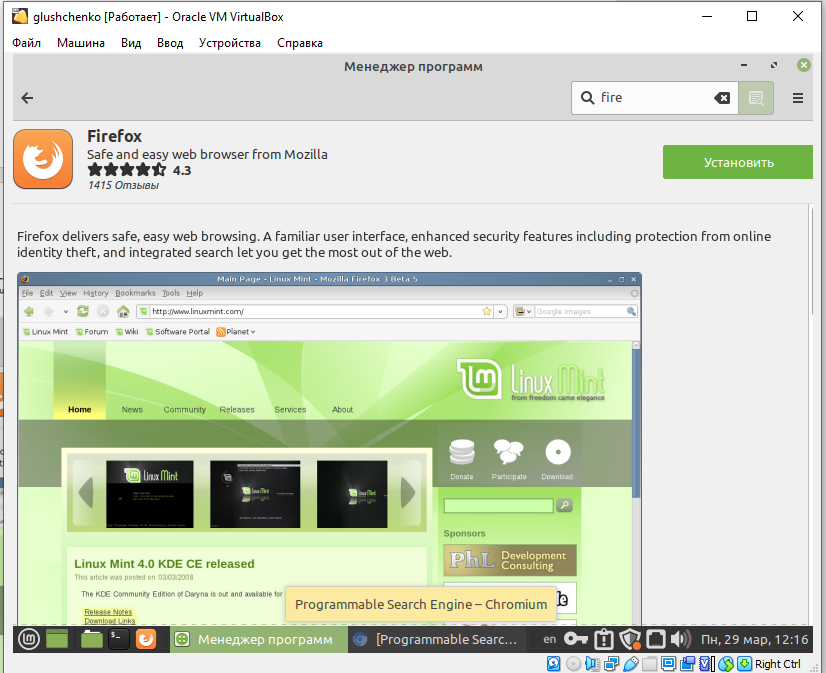 glushchenko [Работает] - Oracle VM VirtualBox
Файл Машина Вид Ввод Устройства Справка
Менеджер программ
fire
Firefox
Safe and easy web browser from Mozilla
4.3
1415 Отзывы
Установить
Firefox delivers safe, easy web browsing. A familiar user interface, enhanced security features including protection from online
identity theft, and integrated search let you get the most out of the web.
Main Page - Linux Mint - Mozilla Firefox 3 Beta 5
File Edit View History Bookmarks Tools Help
http://www.linuxmint.com/
Google Images
Linux Mint Forum Wiki Software Portal Planet
Linux Mint
from freedom came elegance
Home News Community Releases Services About
Donate Participate Download
Linux Mint
Linux Mint
Linux Mint
Sponsors
PhL Development
Consulting
Linux Mint 4.0 KDE CE released
This article was posted on: 03/03/2008
The KDE Community Edition of Daryna is out and available for
Release Notes
Download Links
Programmable Search Engine – Chromium
Менеджер программ
[Programmable Searc...
en
Пн, 29 мар, 12:16
Right Ctrl